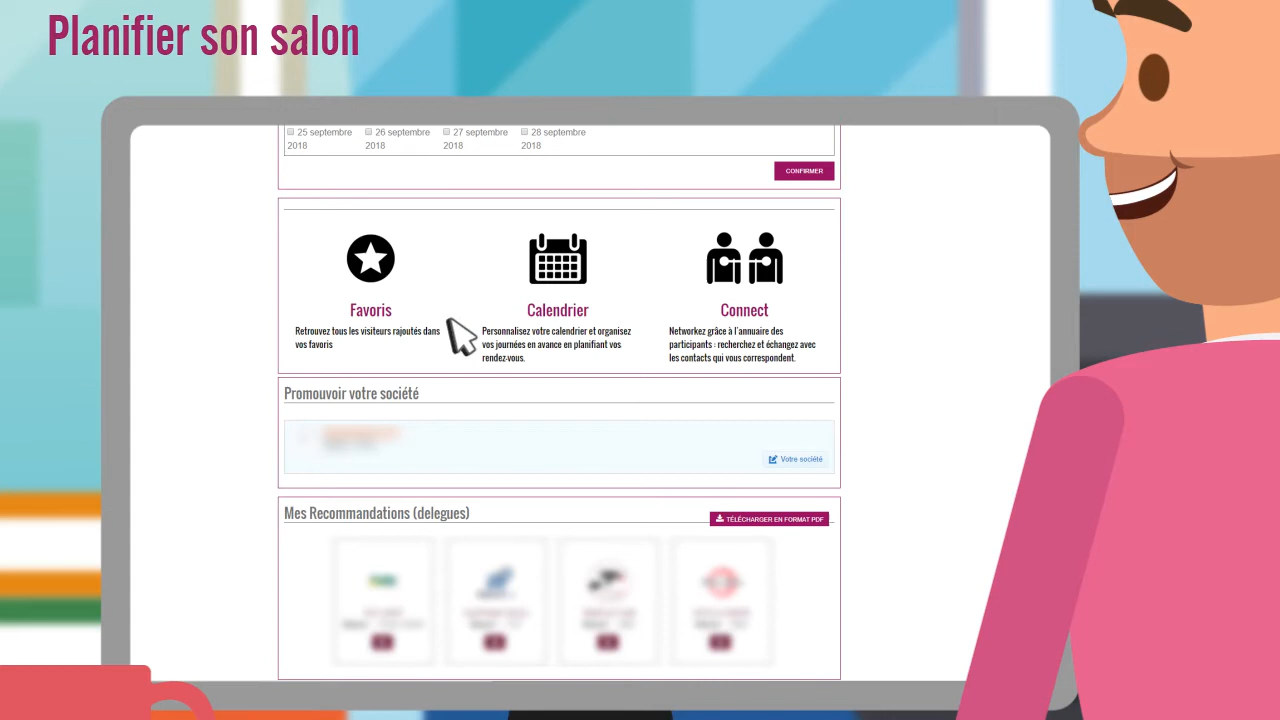 Planifier son salon
25 septembre 2018
26 septembre 2018
27 septembre 2018
28 septembre 2018
CONFIRMER
Favoris
Retrouvez tous les visiteurs rajoutés dans
vos favoris
Calendrier
Personnalisez votre calendrier et organisez
vos journées en avance en planifiant vos
rendez-vous.
Connect
Networkez grâce à l'annuaire des
participants : recherchez et échangez avec
les contacts qui vous correspondent.
Promouvoir votre société
Votre société
Mes Recommandations (delegues)
TÉLÉCHARGER EN FORMAT PDF